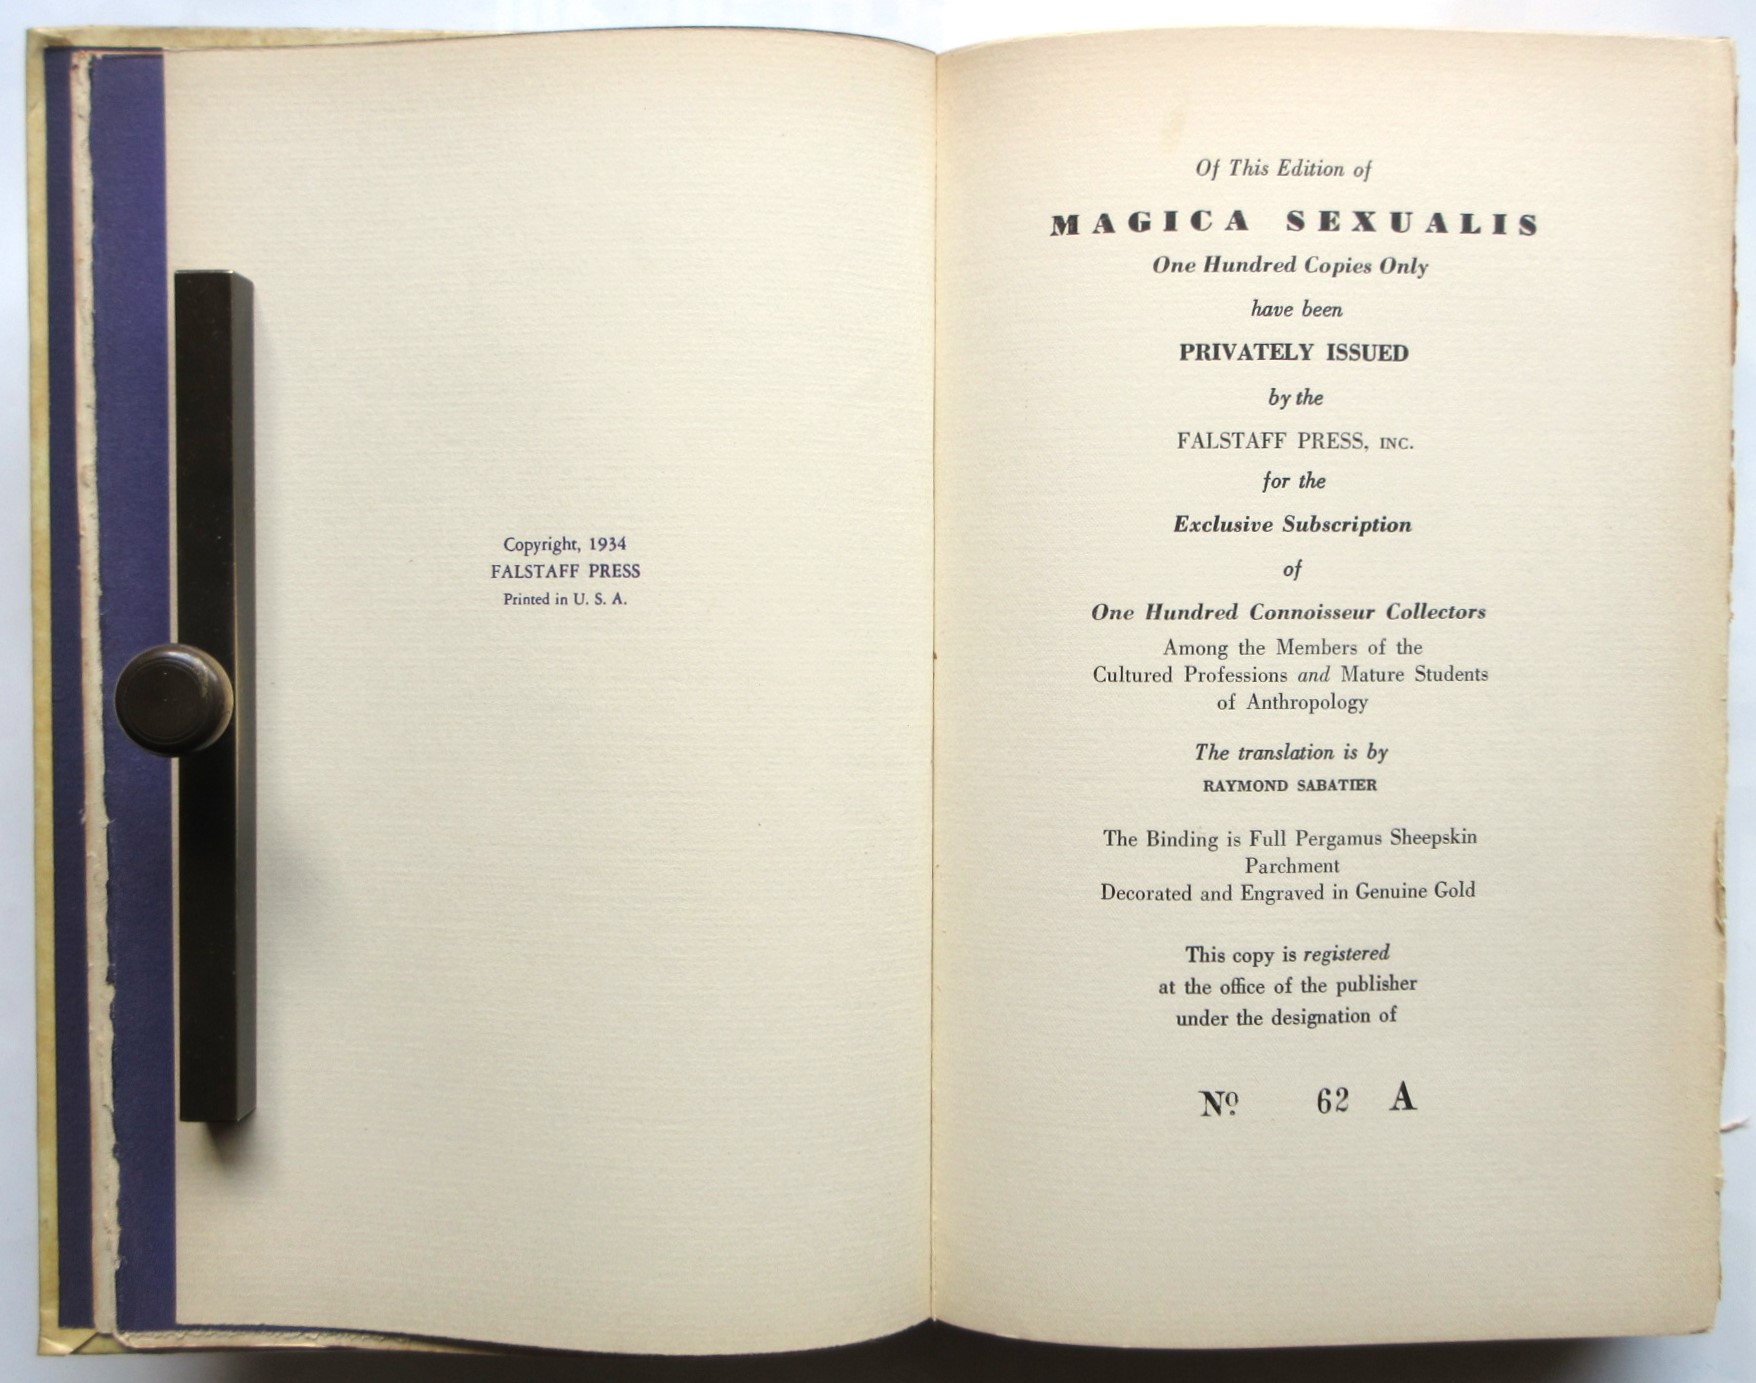 Copyright, 1934
FALSTAFF PRESS
Printed in U. S. A.
Of This Edition of
MAGICA SEXUALIS
One Hundred Copies Only
have been
PRIVATELY ISSUED
by the
FALSTAFF PRESS, INC.
for the
Exclusive Subscription
of
One Hundred Connoisseur Collectors
Among the Members of the
Cultured Professions and Mature Students
of Anthropology
The translation is by
RAYMOND SABATIER
The Binding is Full Pergamus Sheepskin
Parchment
Decorated and Engraved in Genuine Gold
This copy is registered
at the office of the publisher
under the designation of
Nº 62 A